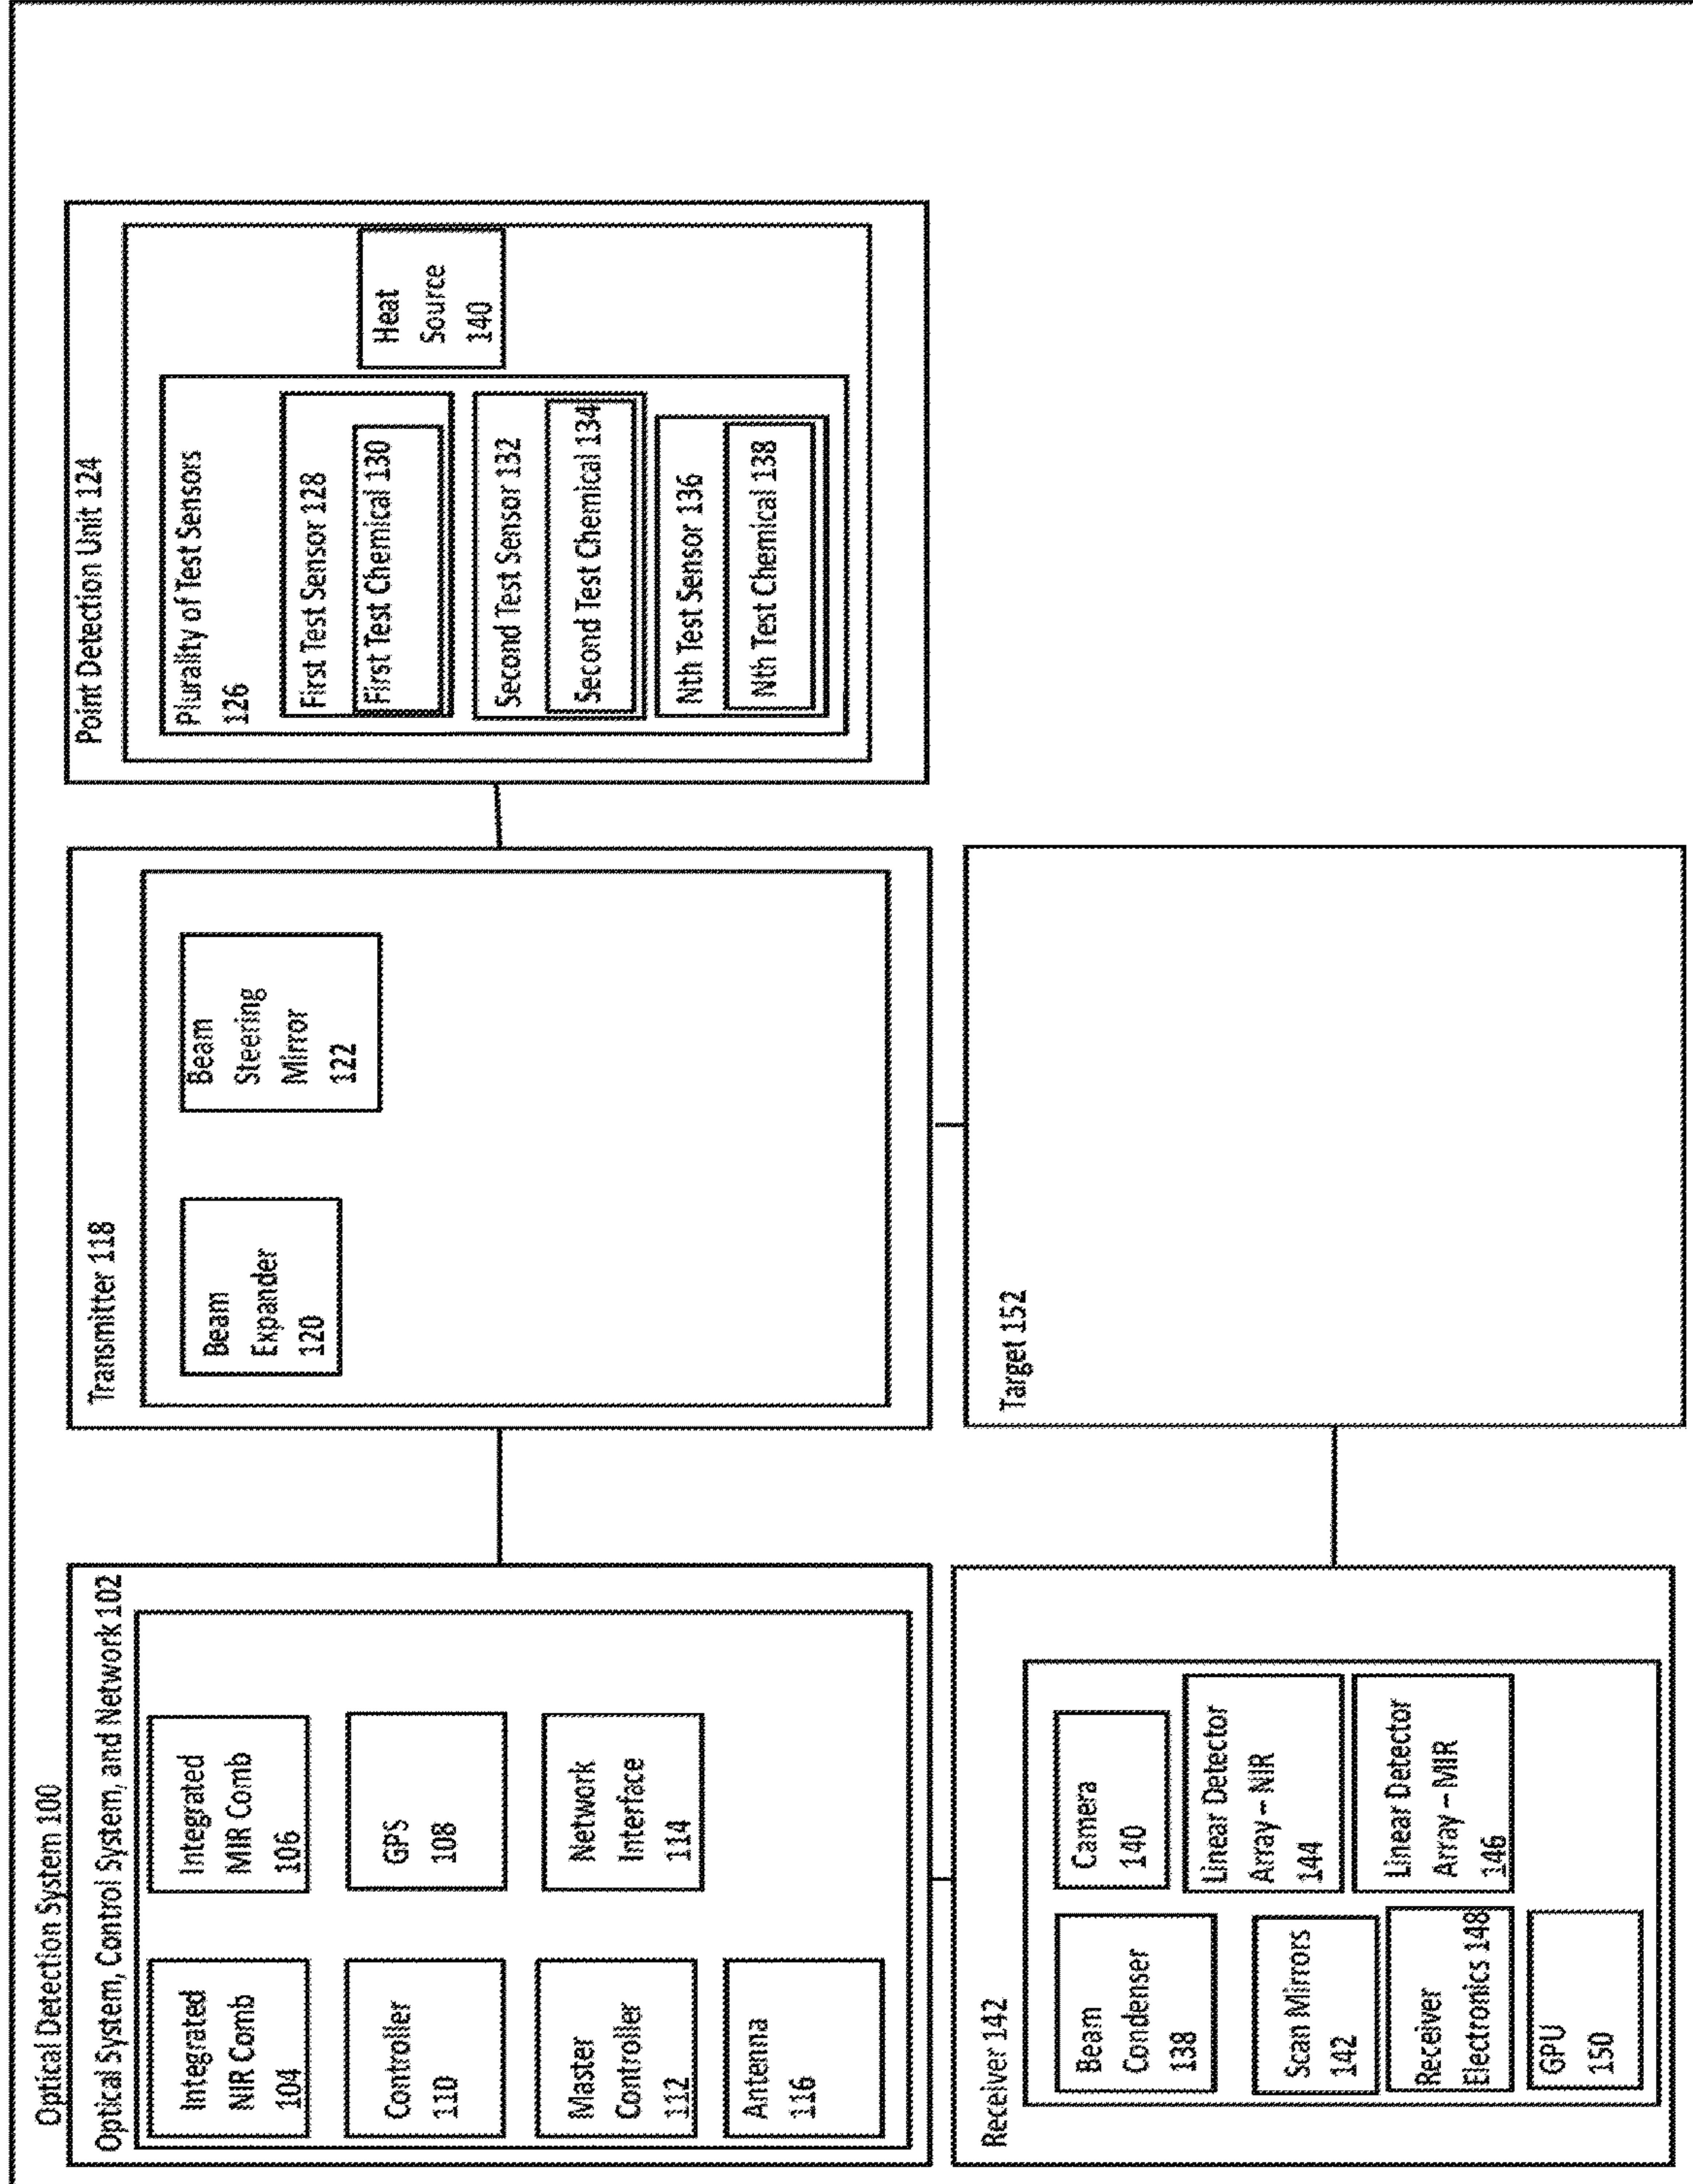 Optical Detection System 100
Optical System, Control System, and Network 102
Integrated
NIR Comb
104
Integrated
MIR Comb
106
Controller
110
GPS
108
Master
Controller
112
Network
Interface
114
Antenna
116
Transmitter 118
Beam
Expander
120
Beam
Steering
Mirror
122
Point Detection Unit 124
Plurality of Test Sensors
126
First Test Sensor 128
First Test Chemical 130
Second Test Sensor 132
Second Test Chemical 134
Nth Test Sensor 136
Nth Test Chemical 138
Heat
Source
140
Receiver 142
Beam
Condenser
138
Camera
140
Scan Mirrors
142
Linear Detector
Array – NIR
144
Receiver
Electronics 148
Linear Detector
Array – MIR
146
GPU
150
Target 152